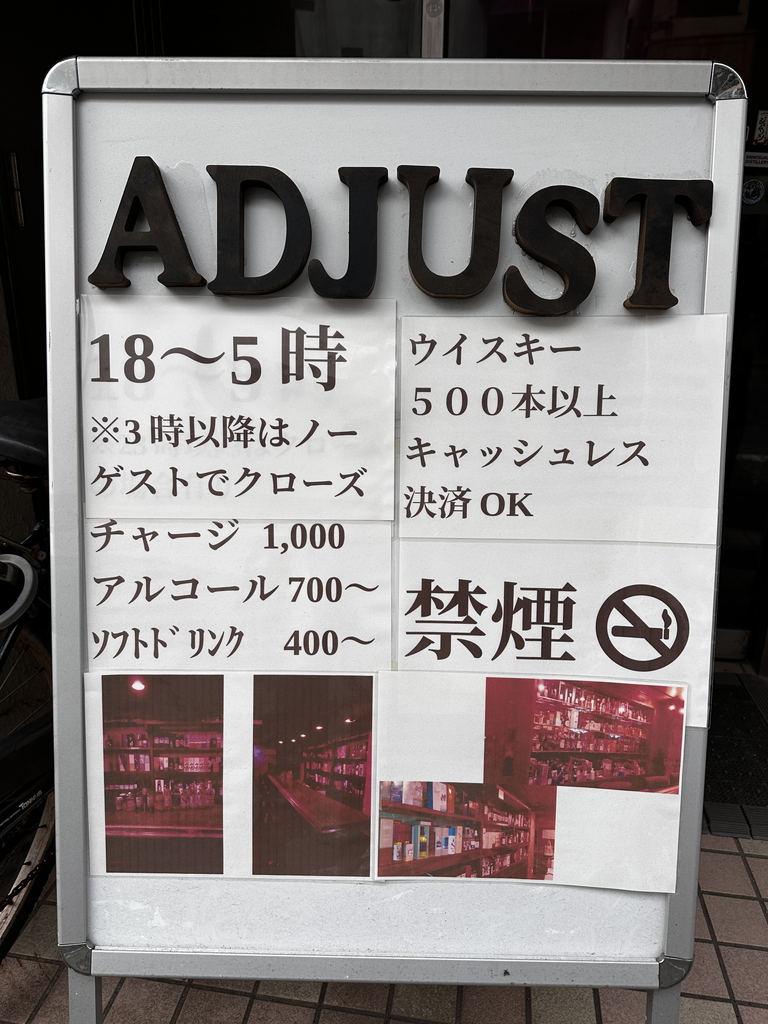 ADJUST
18～5時
※3時以降はノー
ゲストでクローズ
チャージ 1,000
アルコール 700～
ｿﾌﾄﾄﾞﾘﾝｸ 400～
ウイスキー
５００本以上
キャッシュレス
決済 OK
禁煙